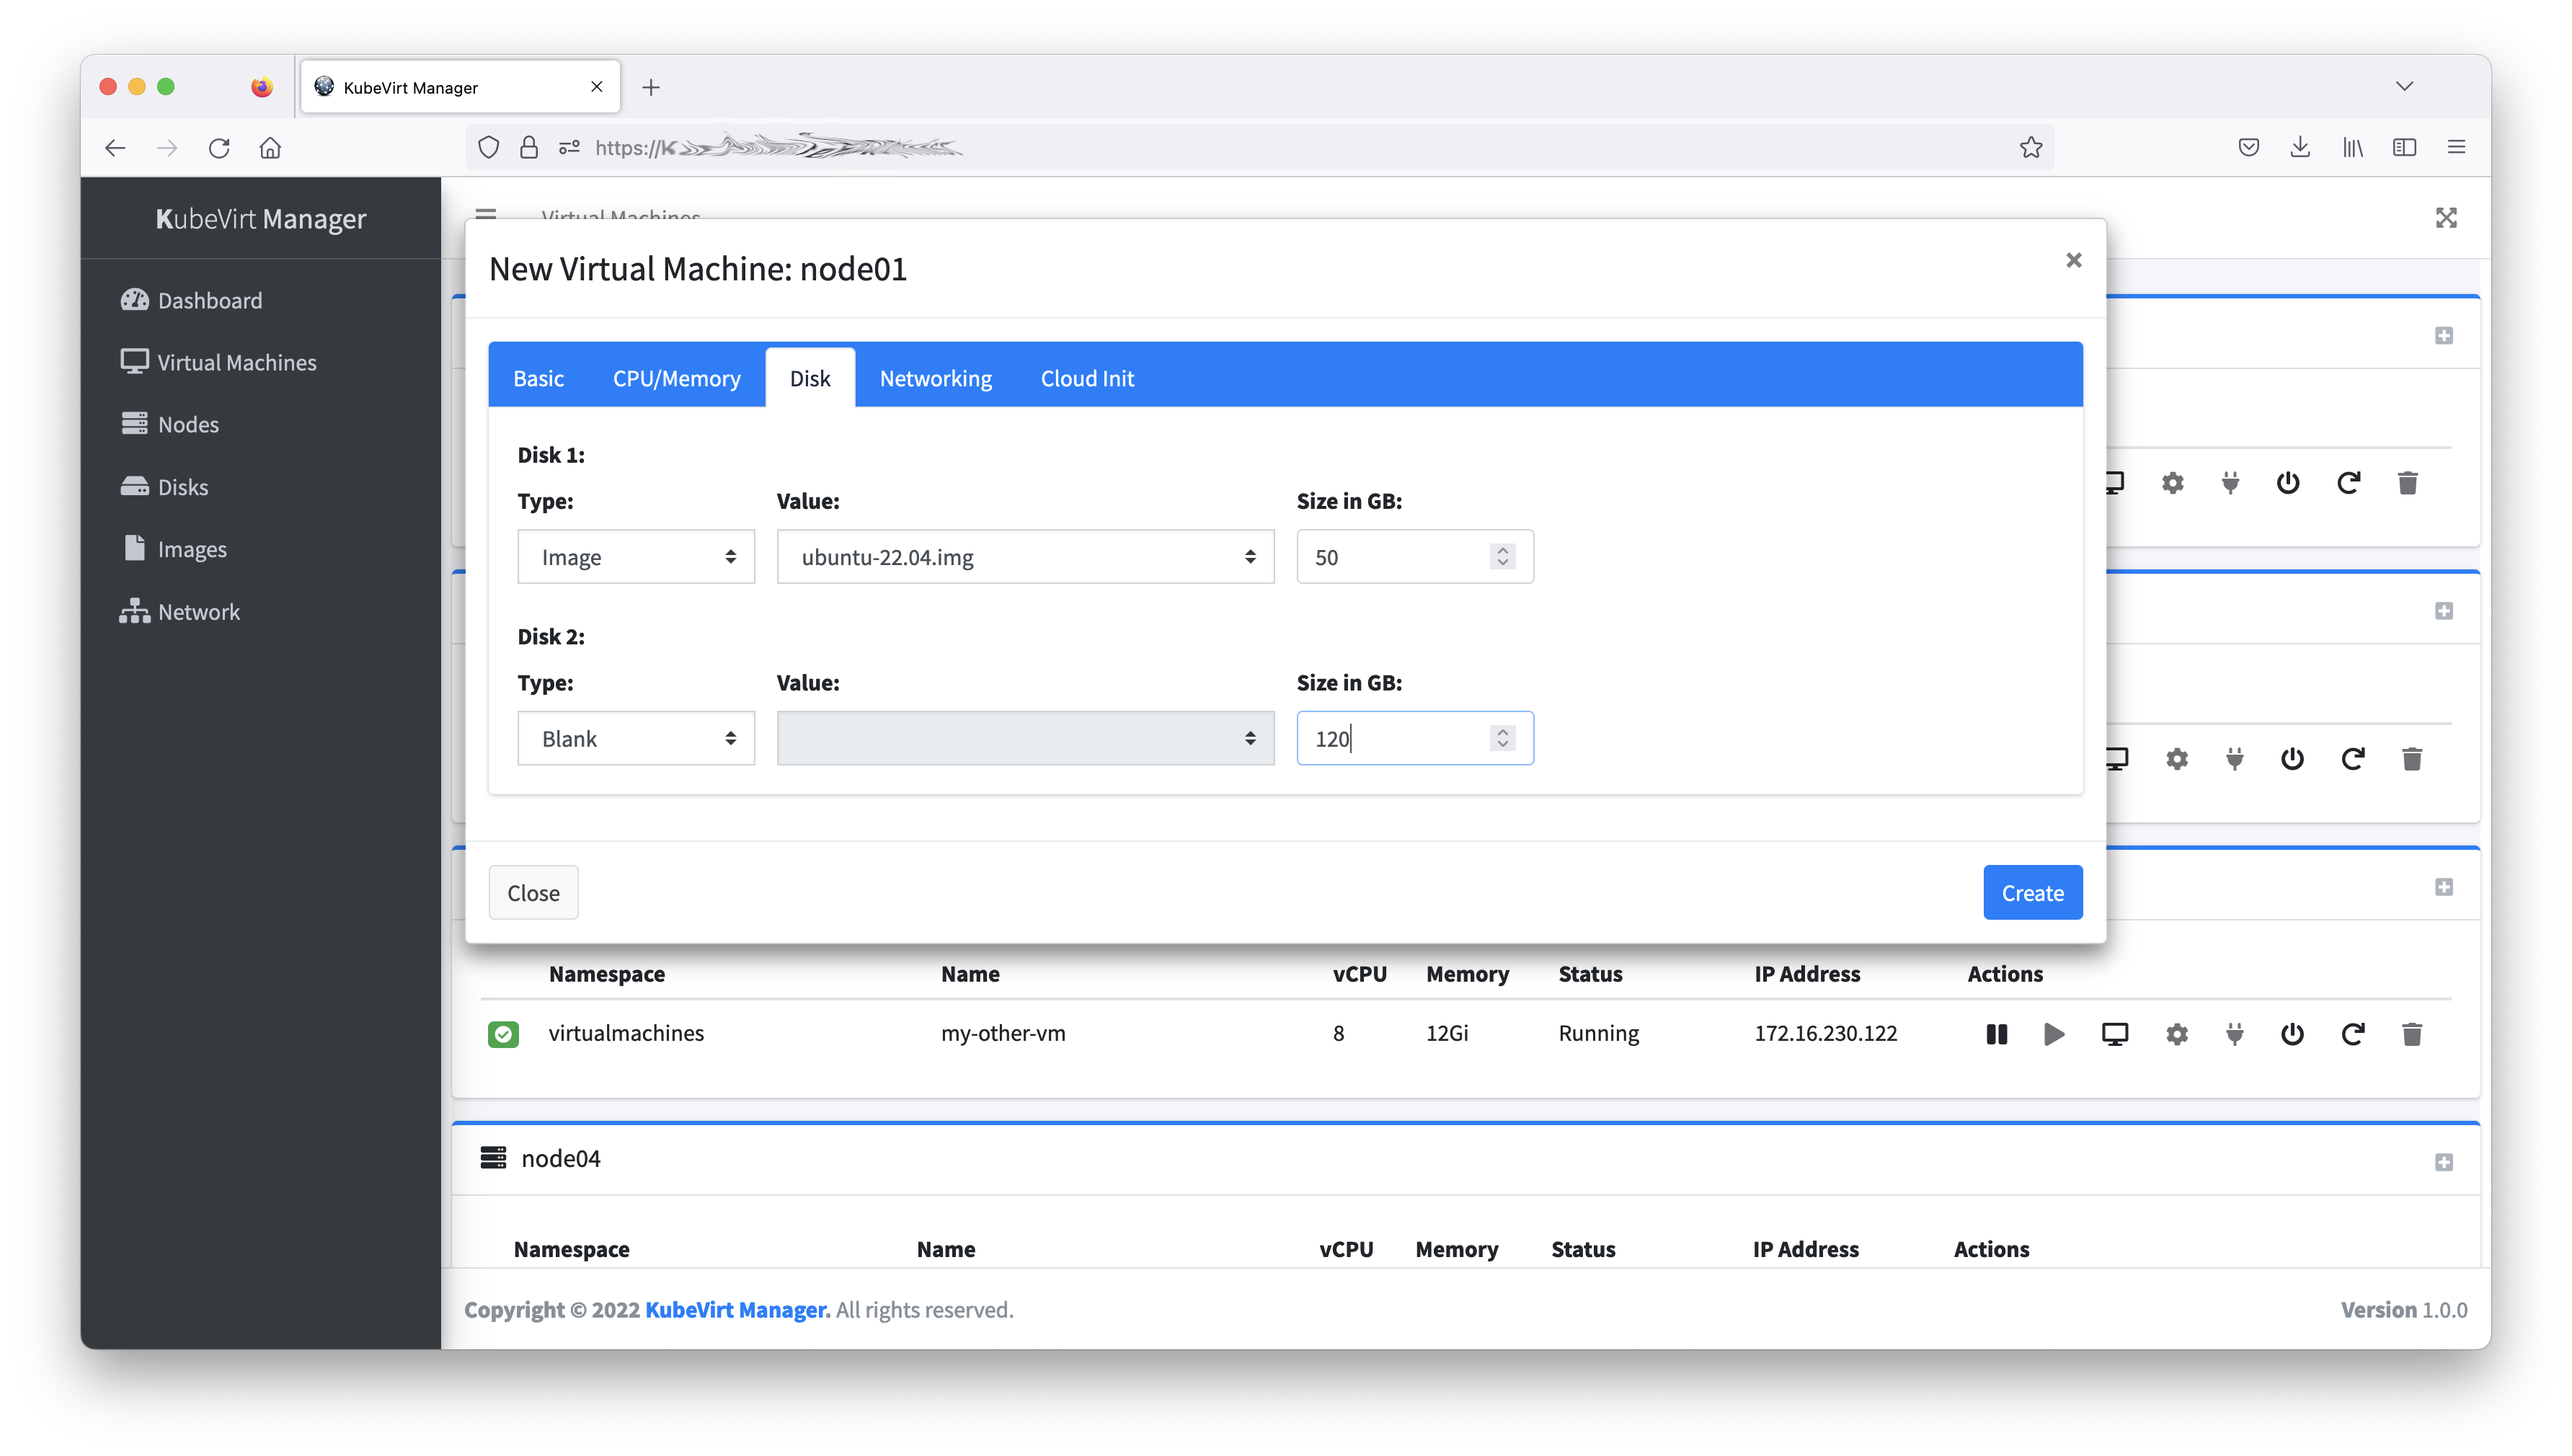 KubeVirt Manager
https://
KubeVirt Manager
Virtual Machines
Dashboard
Virtual Machines
Nodes
Disks
Images
Network
New Virtual Machine: node01
Basic CPU/Memory Disk Networking Cloud Init
Disk 1:
Type: Value: Size in GB:
Image ubuntu-22.04.img 50
Disk 2:
Type: Value: Size in GB:
Blank 120
Close Create
Namespace Name vCPU Memory Status IP Address Actions
virtualmachines my-other-vm 8 12Gi Running 172.16.230.122
node04
Namespace Name vCPU Memory Status IP Address Actions
Copyright © 2022 KubeVirt Manager. All rights reserved.
Version 1.0.0